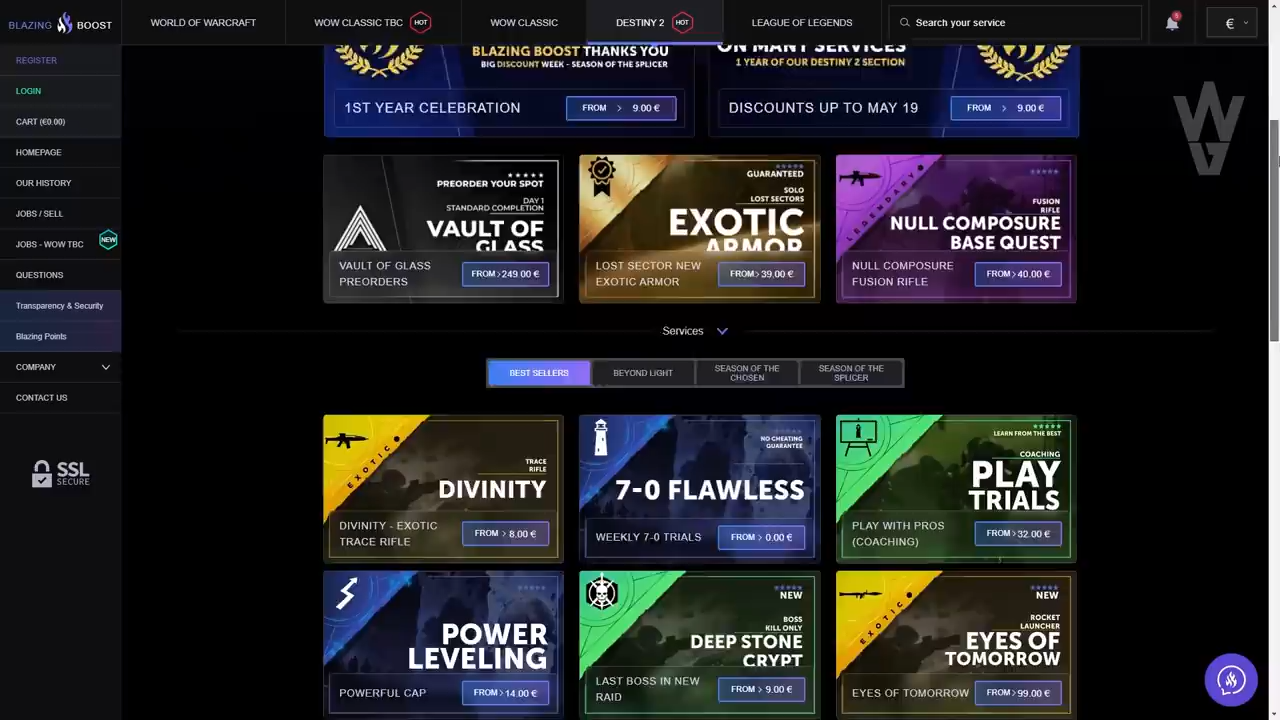 BLAZING BOOST
WORLD OF WARCRAFT
WOW CLASSIC TBC
HOT
WOW CLASSIC
DESTINY 2
HOT
LEAGUE OF LEGENDS
Search your service
€
REGISTER
LOGIN
CART (€0.00)
HOMEPAGE
OUR HISTORY
JOBS / SELL
JOBS - WOW TBC
NEW
QUESTIONS
Transparency & Security
Blazing Points
COMPANY
CONTACT US
SSL
SECURE
BLAZING BOOST THANKS YOU
BIG DISCOUNT WEEK - SEASON OF THE SPLICER
1ST YEAR CELEBRATION
FROM > 9.00 €
ON MANY SERVICES
1 YEAR OF OUR DESTINY 2 SECTION
DISCOUNTS UP TO MAY 19
FROM > 9.00 €
PREORDER YOUR SPOT
DAY 1
STANDARD COMPLETION
VAULT OF
GLASS
VAULT OF GLASS
PREORDERS
FROM > 249.00 €
GUARANTEED
SOLO
LOST SECTORS
EXOTIC
ARMOR
LOST SECTOR NEW
EXOTIC ARMOR
FROM > 39.00 €
LEGENDARY
FUSION
RIFLE
NULL COMPOSURE
BASE QUEST
NULL COMPOSURE
FUSION RIFLE
FROM > 40.00 €
WG
Services
BEST SELLERS
BEYOND LIGHT
SEASON OF THE
CHOSEN
SEASON OF THE
SPLICER
EXOTIC
TRACE
RIFLE
DIVINITY
DIVINITY - EXOTIC
TRACE RIFLE
FROM > 8.00 €
NO CHEATING
GUARANTEE
7-0 FLAWLESS
WEEKLY 7-0 TRIALS
FROM > 0.00 €
LEARN FROM THE BEST
COACHING
PLAY
TRIALS
PLAY WITH PROS
(COACHING)
FROM > 32.00 €
POWER
LEVELING
POWERFUL CAP
FROM > 14.00 €
NEW
BOSS
KILL ONLY
DEEP STONE
CRYPT
LAST BOSS IN NEW
RAID
FROM > 9.00 €
EXOTIC
NEW
ROCKET
LAUNCHER
EYES OF
TOMORROW
EYES OF TOMORROW
FROM > 99.00 €